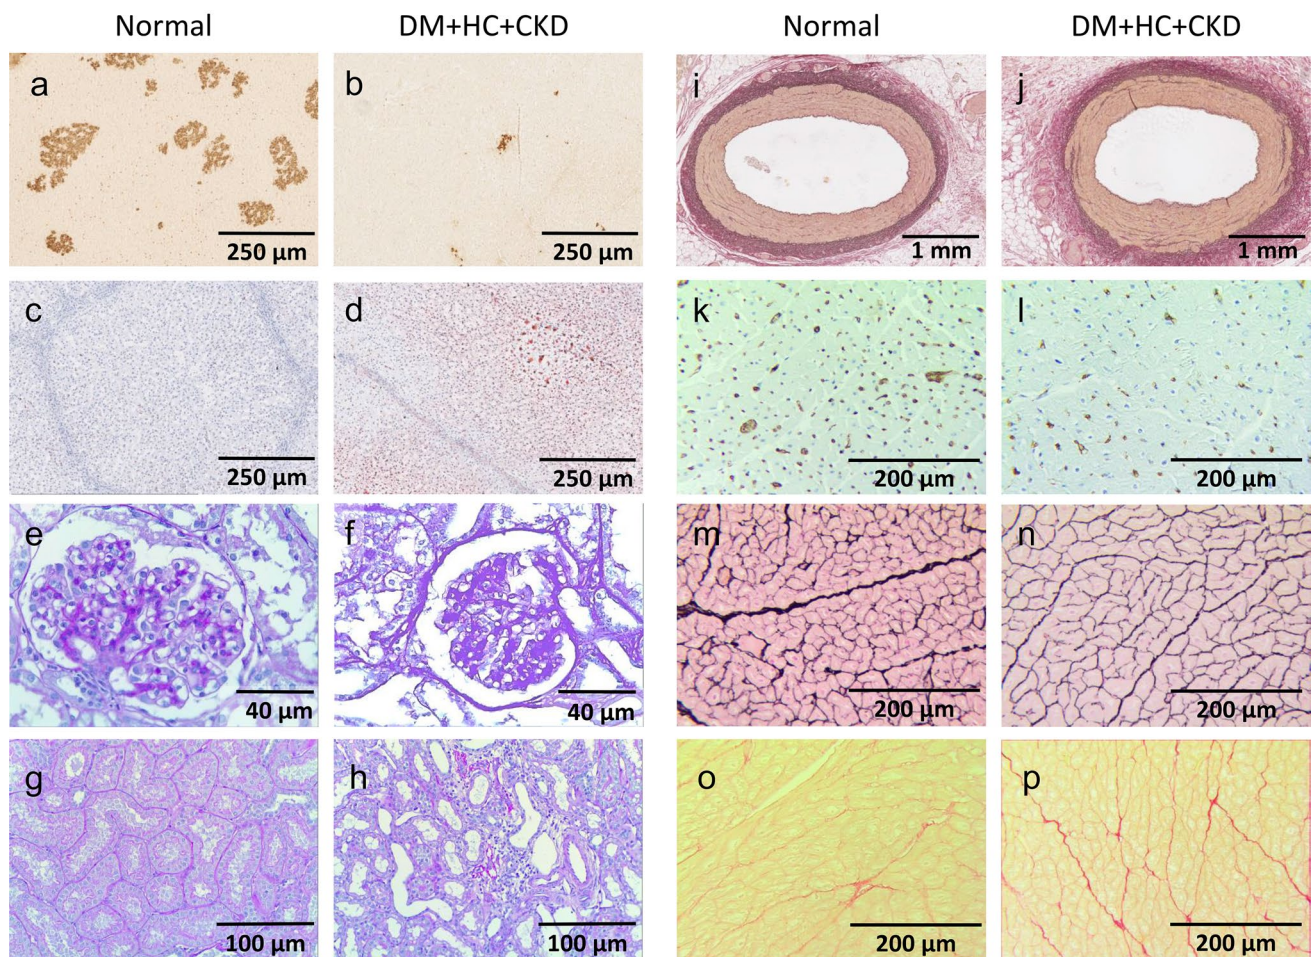 Normal DM+HC+CKD Normal DM+HC+CKD
a b i j
250 µm 250 µm 1 mm 1 mm
c d k l
250 µm 250 µm 200 µm 200 µm
e f m n
40 µm 40 µm 200 µm 200 µm
g h o p
100 µm 100 µm 200 µm 200 µm